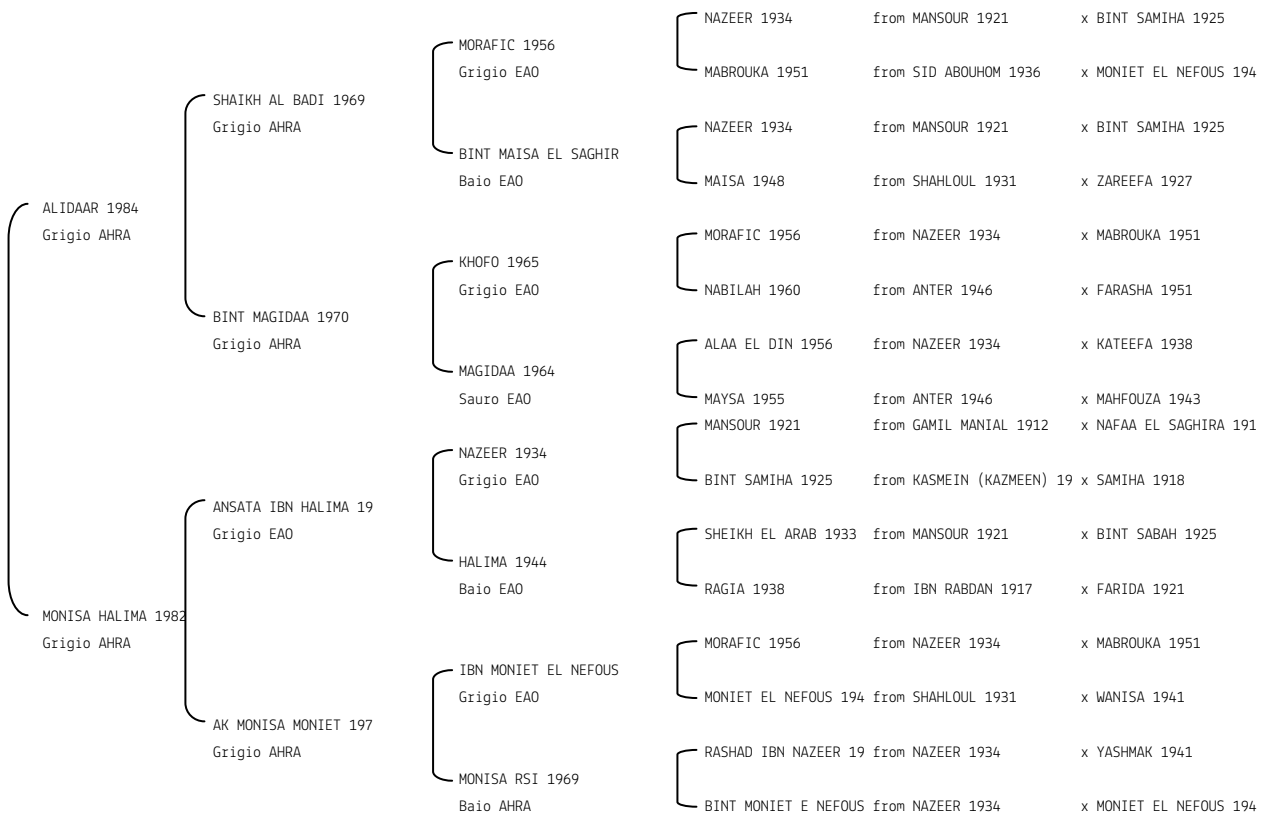 NAZEER 1934 from MANSOUR 1921 x BINT SAMIHA 1925
MORAFIC 1956
Grigio EAO
MABROUKA 1951 from SID ABOUHOM 1936 x MONIET EL NEFOUS 194
SHAIKH AL BADI 1969
Grigio AHRA
NAZEER 1934 from MANSOUR 1921 x BINT SAMIHA 1925
BINT MAISA EL SAGHIR
Baio EAO
MAISA 1948 from SHAHLOUL 1931 x ZAREEFA 1927
ALIDAAR 1984
Grigio AHRA
MORAFIC 1956 from NAZEER 1934 x MABROUKA 1951
KHOFO 1965
Grigio EAO
NABILAH 1960 from ANTER 1946 x FARASHA 1951
BINT MAGIDAA 1970
Grigio AHRA
ALAA EL DIN 1956 from NAZEER 1934 x KATEEFA 1938
MAGIDAA 1964
Sauro EAO
MAYSA 1955 from ANTER 1946 x MAHFOUZA 1943
MANSOUR 1921 from GAMIL MANIAL 1912 x NAFAA EL SAGHIRA 191
NAZEER 1934
Grigio EAO
BINT SAMIHA 1925 from KASMEIN (KAZMEEN) 19 x SAMIHA 1918
ANSATA IBN HALIMA 19
Grigio EAO
SHEIKH EL ARAB 1933 from MANSOUR 1921 x BINT SABAH 1925
HALIMA 1944
Baio EAO
RAGIA 1938 from IBN RABDAN 1917 x FARIDA 1921
MONISA HALIMA 1982
Grigio AHRA
MORAFIC 1956 from NAZEER 1934 x MABROUKA 1951
IBN MONIET EL NEFOUS
Grigio EAO
MONIET EL NEFOUS 194 from SHAHLOUL 1931 x WANISA 1941
AK MONISA MONIET 197
Grigio AHRA
RASHAD IBN NAZEER 19 from NAZEER 1934 x YASHMAK 1941
MONISA RSI 1969
Baio AHRA
BINT MONIET E NEFOUS from NAZEER 1934 x MONIET EL NEFOUS 194